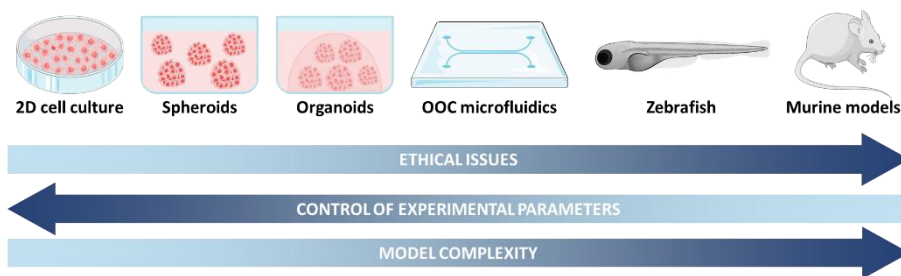 2D cell culture
Spheroids
Organoids
OOC microfluidics
Zebrafish
Murine models
ETHICAL ISSUES
CONTROL OF EXPERIMENTAL PARAMETERS
MODEL COMPLEXITY